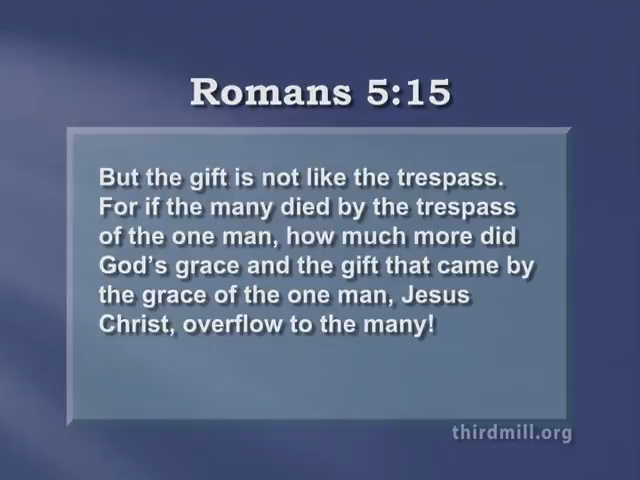 Romans 5:15
But the gift is not like the trespass.
For if the many died by the trespass
of the one man, how much more did
God's grace and the gift that came by
the grace of the one man, Jesus
Christ, overflow to the many!
thirdmill.org